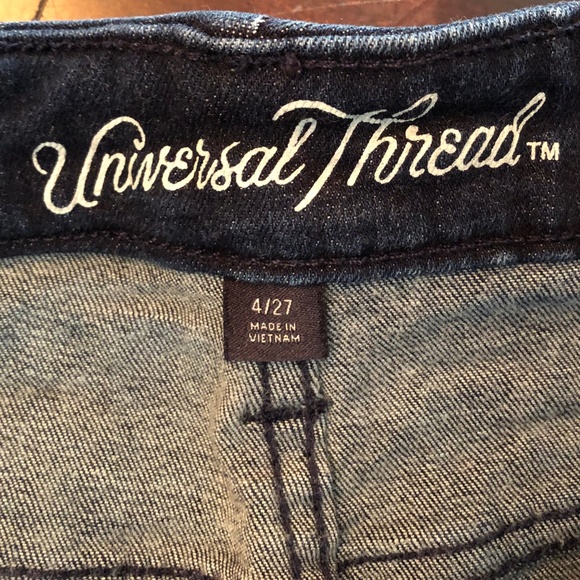 Universal Thread™
4/27
MADE IN
VIETNAM